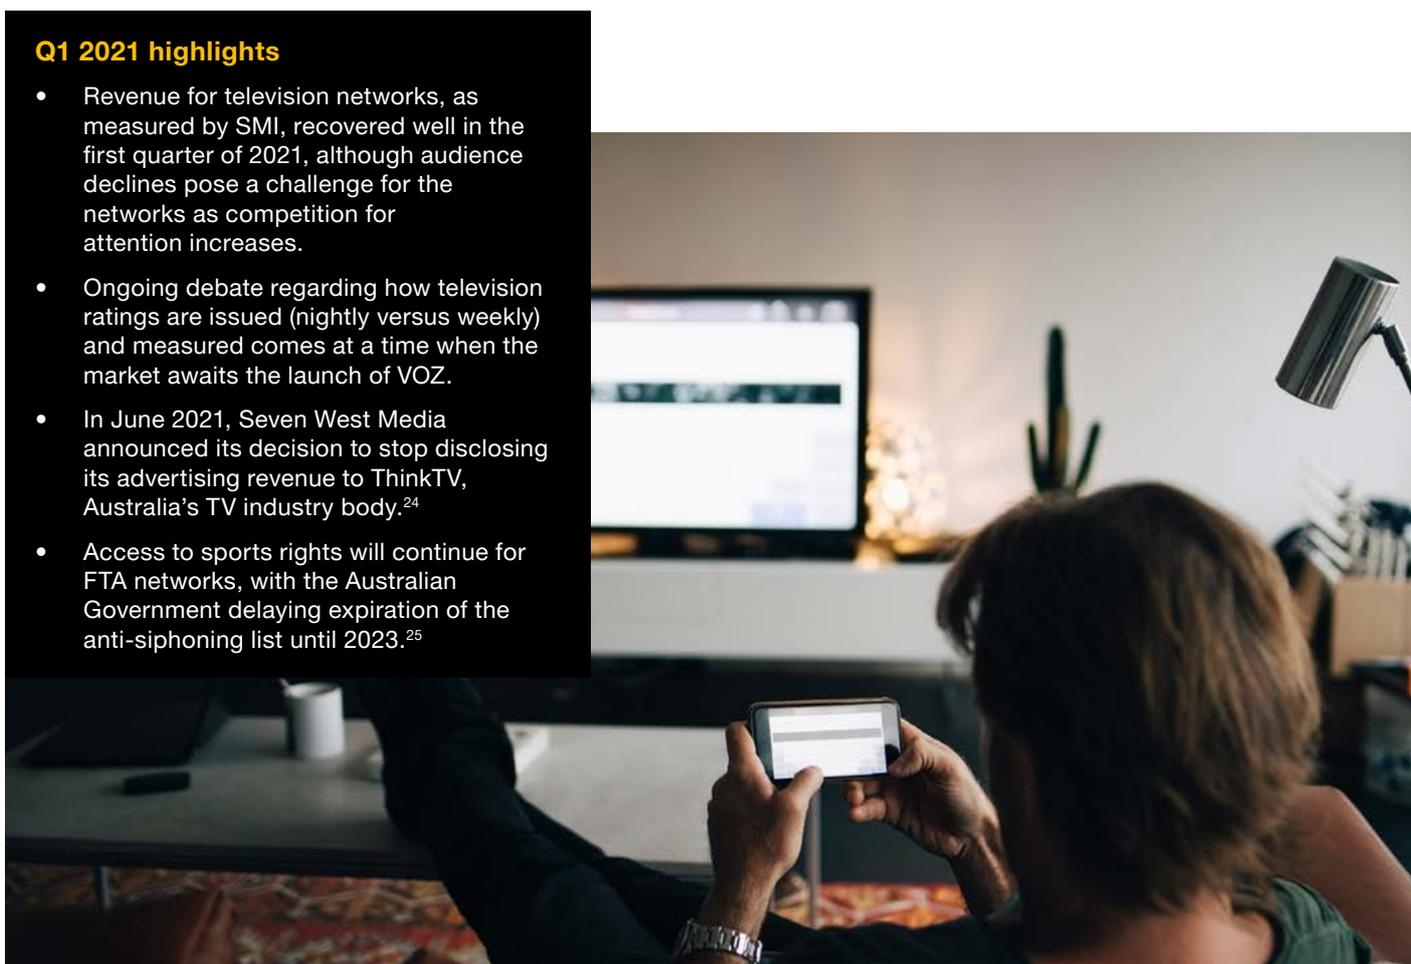 Q1 2021 highlights
• Revenue for television networks, as
measured by SMI, recovered well in the
first quarter of 2021, although audience
declines pose a challenge for the
networks as competition for
attention increases.
• Ongoing debate regarding how television
ratings are issued (nightly versus weekly)
and measured comes at a time when the
market awaits the launch of VOZ.
• In June 2021, Seven West Media
announced its decision to stop disclosing
its advertising revenue to ThinkTV,
Australia’s TV industry body.24
• Access to sports rights will continue for
FTA networks, with the Australian
Government delaying expiration of the
anti-siphoning list until 2023.25